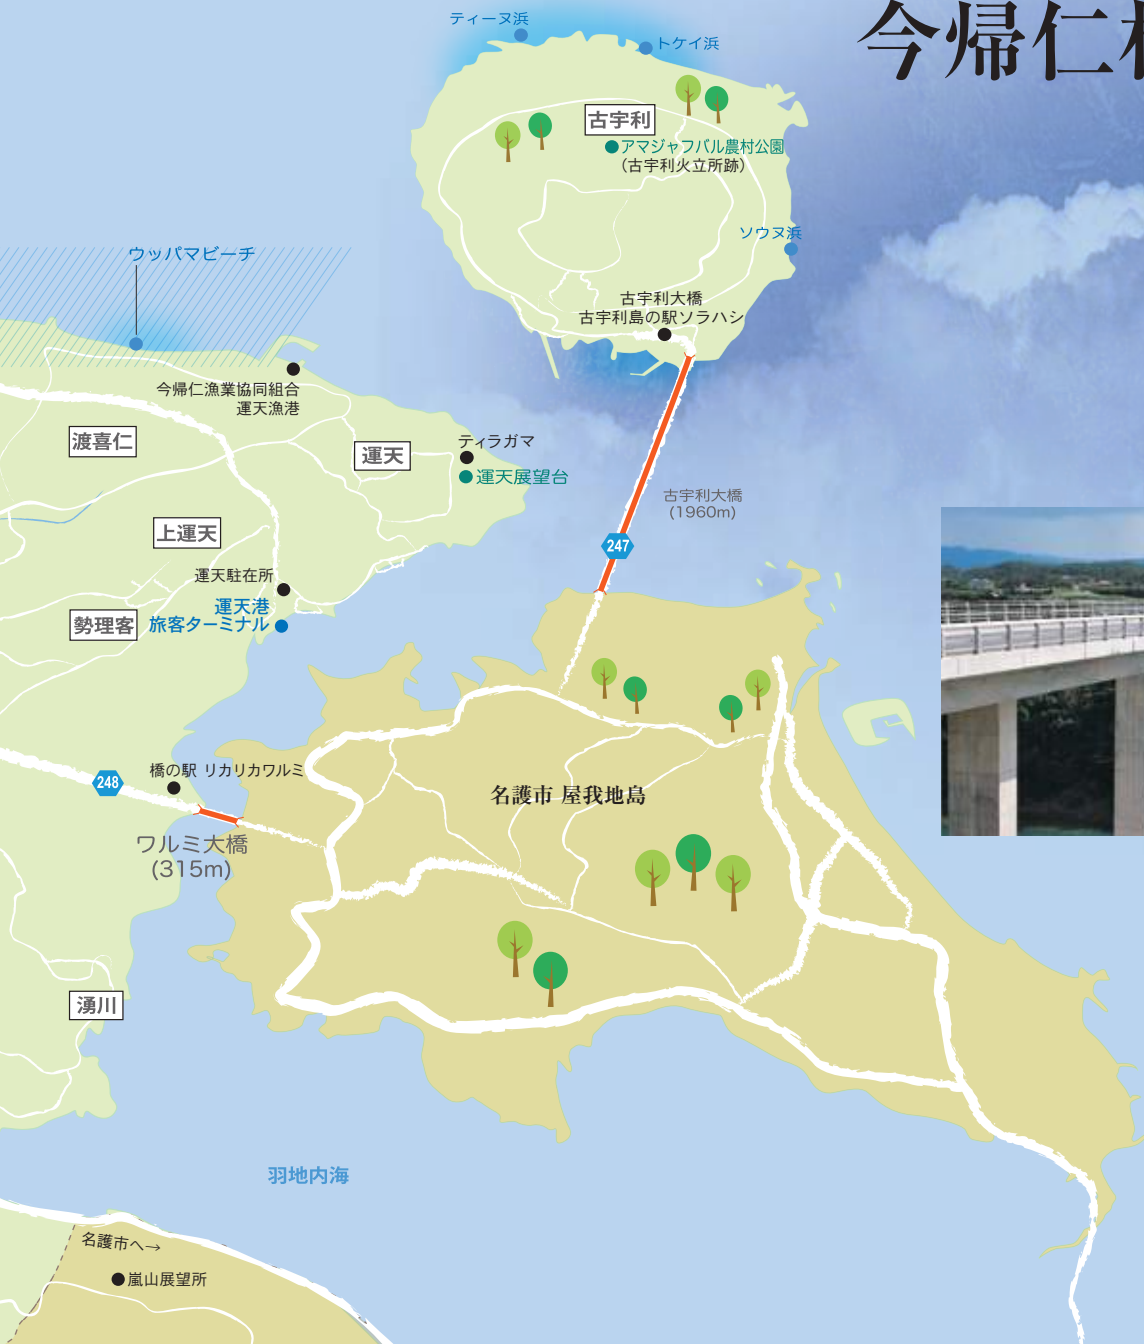 ティーヌ浜
トケイ浜
今帰仁村
古宇利
アマジャフバル農村公園
(古宇利火立所跡)
ソウヌ浜
ウッパマビーチ
古宇利大橋
古宇利島の駅ソラハシ
今帰仁漁業協同組合
運天漁港
渡喜仁
運天
ティラガマ
運天展望台
古宇利大橋
(1960m)
上運天
247
運天駐在所
運天港
旅客ターミナル
勢理客
橋の駅 リカリカワルミ
248
名護市 屋我地島
ワルミ大橋
(315m)
湧川
羽地内海
名護市へ→
嵐山展望所